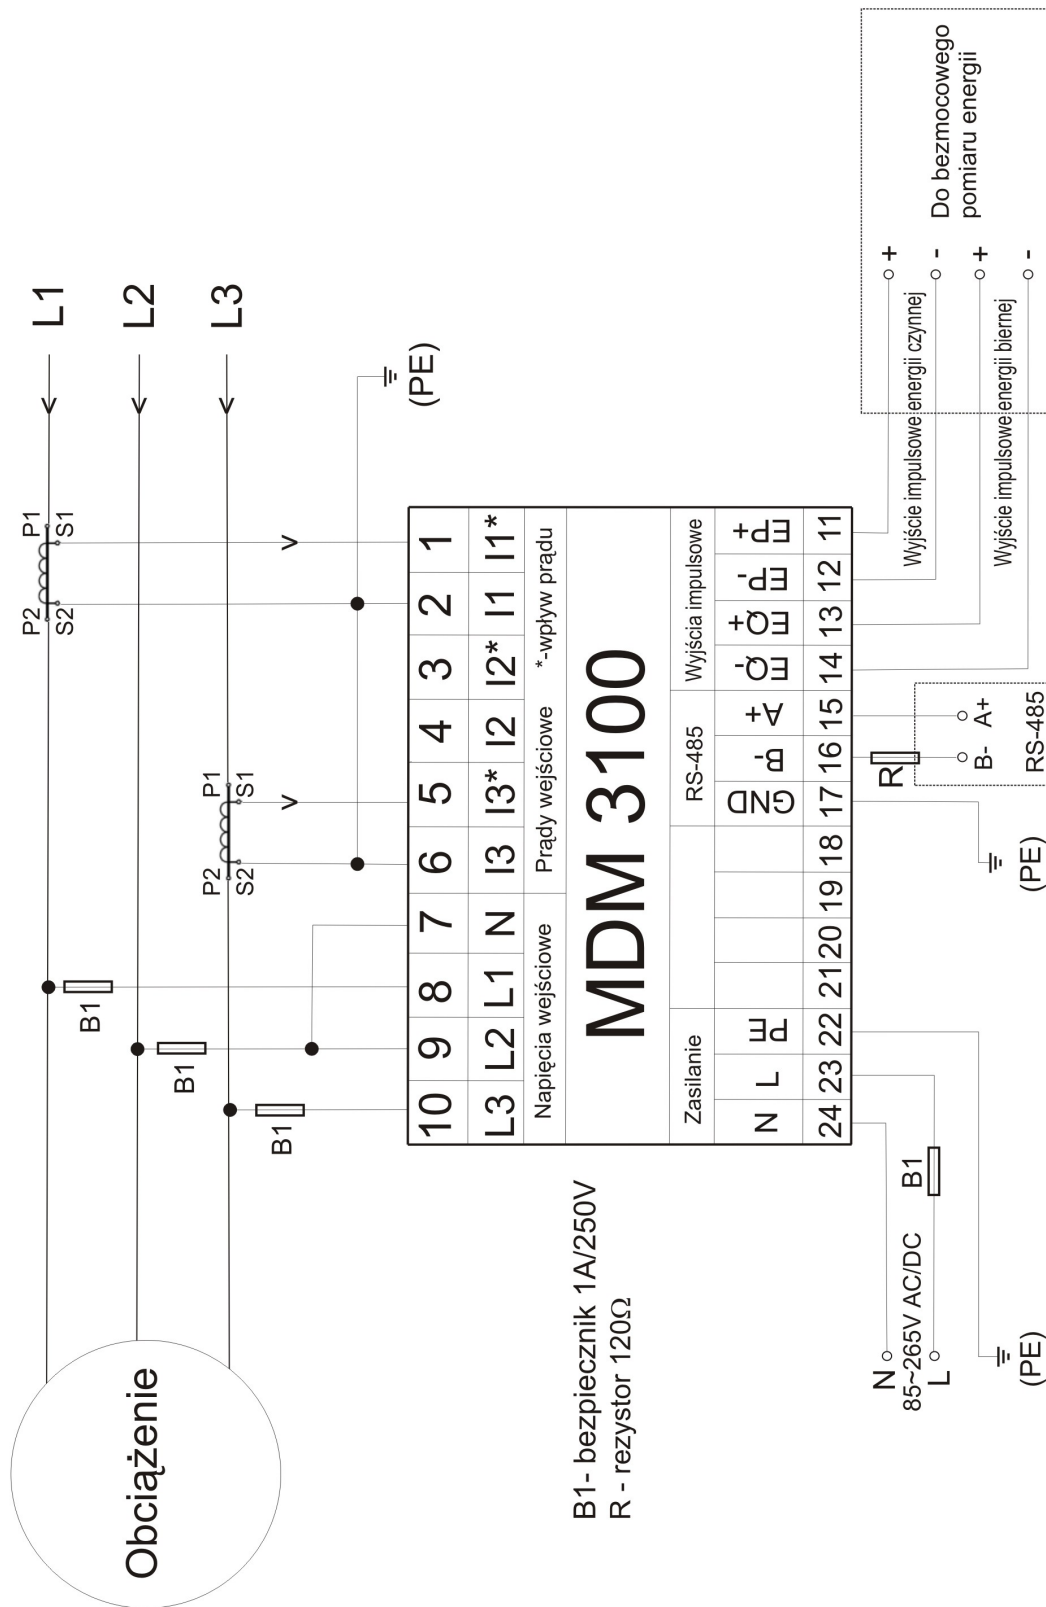 Obciążenie
L1
L2
L3
P2
P1
S2
S1
P2
P1
S2
S1
B1
B1
B1
(PE)
10
9
8
7
6
5
4
3
2
1
L3
L2
L1
N
I3
I3*
I2
I2*
I1
I1*
Napięcia wejściowe
Prądy wejściowe
*-wpływ prądu
MDM 3100
Zasilanie
RS-485
Wyjścia impulsowe
N
L
PE
GND
B-
A+
EQ-
EQ+
EP-
EP+
24
23
22
21
20
19
18
17
16
15
14
13
12
11
B1- bezpiecznik 1A/250V
R - rezystor 120Ω
N
85~265V AC/DC
L
B1
(PE)
(PE)
R
B-
A+
RS-485
Wyjście impulsowe energii czynnej
Wyjście impulsowe energii biernej
+
-
+
-
Do bezmocowego
pomiaru energii